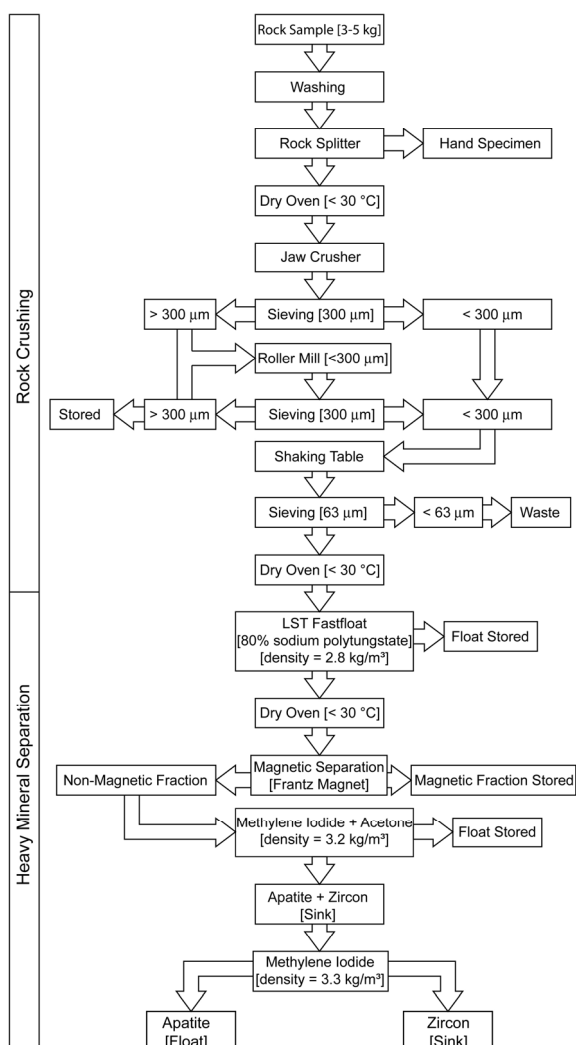 Rock Sample [3-5 kg]
Washing
Rock Splitter
Hand Specimen
Dry Oven [< 30 °C]
Jaw Crusher
> 300 μm
Sieving [300 μm]
< 300 μm
Roller Mill [<300 μm]
Stored
> 300 μm
Sieving [300 μm]
< 300 μm
Shaking Table
Sieving [63 μm]
< 63 μm
Waste
Dry Oven [< 30 °C]
Rock Crushing
LST Fastfloat
[80% sodium polytungstate]
[density = 2.8 kg/m³]
Float Stored
Dry Oven [< 30 °C]
Non-Magnetic Fraction
Magnetic Separation
[Frantz Magnet]
Magnetic Fraction Stored
Methylene Iodide + Acetone
[density = 3.2 kg/m³]
Float Stored
Apatite + Zircon
[Sink]
Methylene Iodide
[density = 3.3 kg/m³]
Apatite
[Float]
Zircon
[Sink]
Heavy Mineral Separation